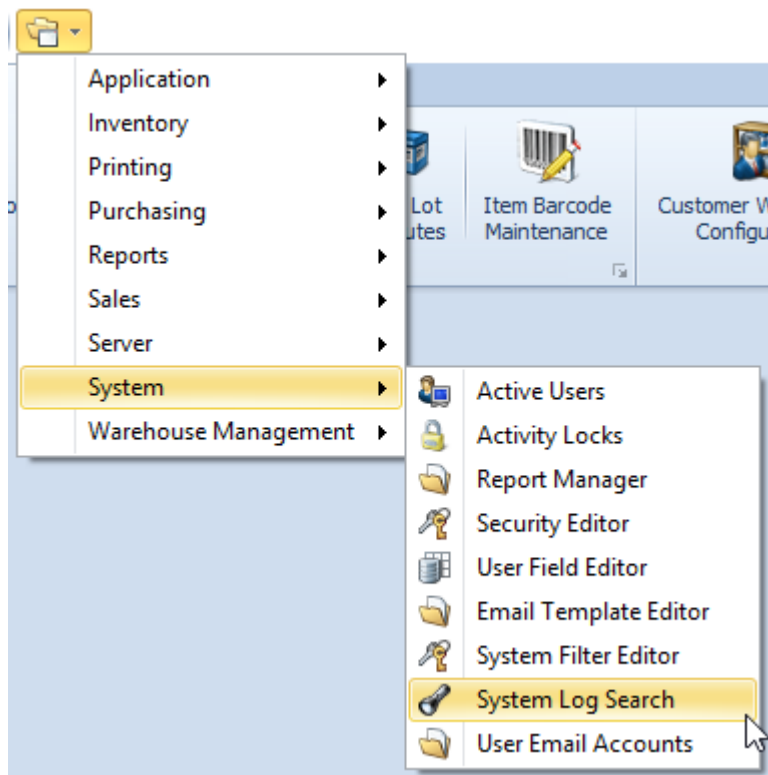 Application
Inventory
Printing
Purchasing
Reports
Sales
Server
System
Warehouse Management
Lot
Item Barcode
Maintenance
Customer
Active Users
Activity Locks
Report Manager
Security Editor
User Field Editor
Email Template Editor
System Filter Editor
System Log Search
User Email Accounts